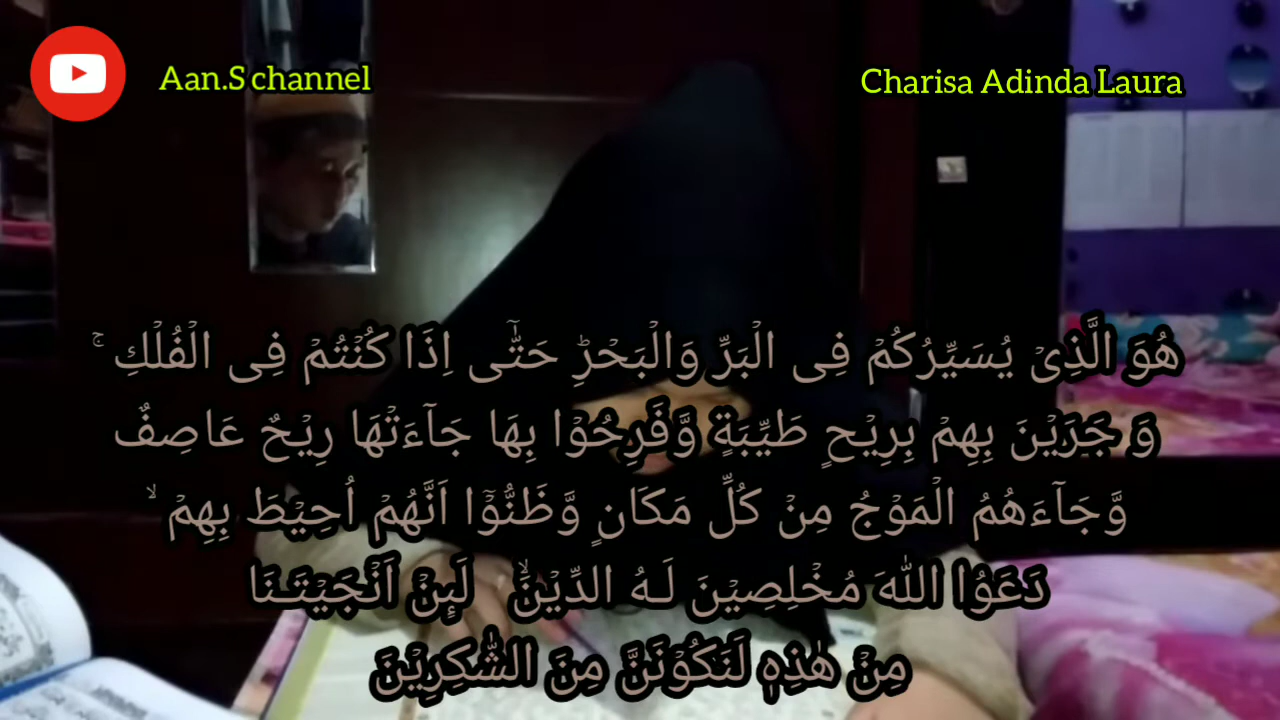 Aan.S channel
Charisa Adinda Laura
هُوَ الَّذِىۡ يُسَيِّرُكُمۡ فِى الۡبَرِّ وَالۡبَحۡرِؕ حَتّٰۤى اِذَا كُنۡتُمۡ فِى الۡفُلۡكِ ۚ
وَ جَرَيۡنَ بِهِمۡ بِرِيۡحٍ طَيِّبَةٍ وَّفَرِحُوۡا بِهَا جَآءَتۡهَا رِيۡحٌ عَاصِفٌ
وَّجَآءَهُمُ الۡمَوۡجُ مِنۡ كُلِّ مَكَانٍ وَّظَنُّوۡۤا اَنَّهُمۡ اُحِيۡطَ بِهِمۡ ۙ
دَعَوُا اللّٰهَ مُخۡلِصِيۡنَ لَـهُ الدِّيۡنَۙ لَٮِٕنۡ اَنۡجَيۡتَـنَا
مِنۡ هٰذِهٖ لَنَكُوۡنَنَّ مِنَ الشّٰكِرِيۡنَ